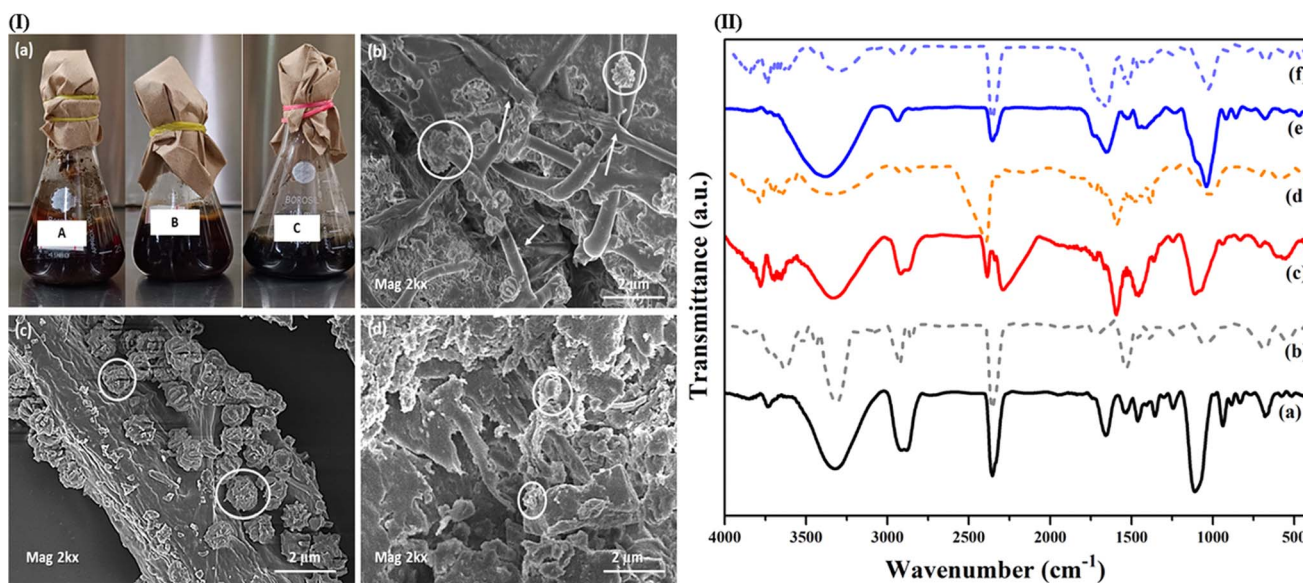 (I)
(a)
A
B
C
BOROSIL
(b)
Mag 2kx
2 µm
(c)
Mag 2kx
2 µm
(d)
Mag 2kx
2 µm
(II)
Transmittance (a.u.)
(f)
(e)
(d)
(c)
(b)
(a)
4000 3500 3000 2500 2000 1500 1000
Wavenumber (cm⁻¹)